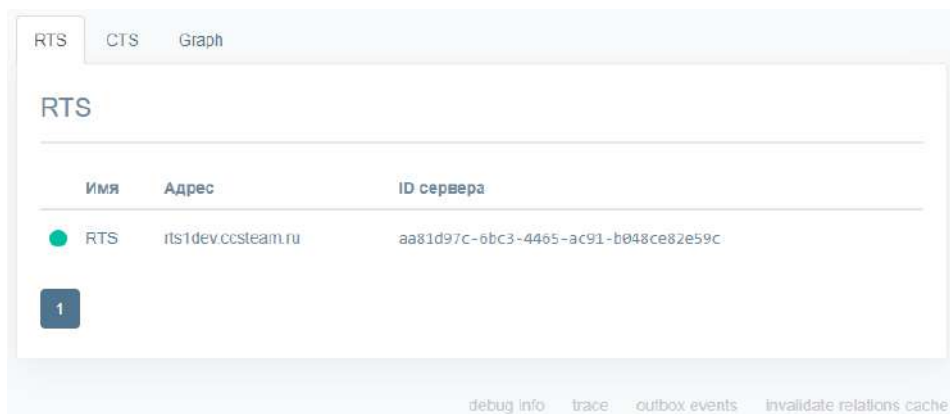 RTS CTS Graph
RTS
Имя Адрес ID сервера
RTS rts1dev.ccsteam.ru aa81d97c-6bc3-4465-ac91-b048ce82e59c
1
debug info trace outbox events invalidate relations cache